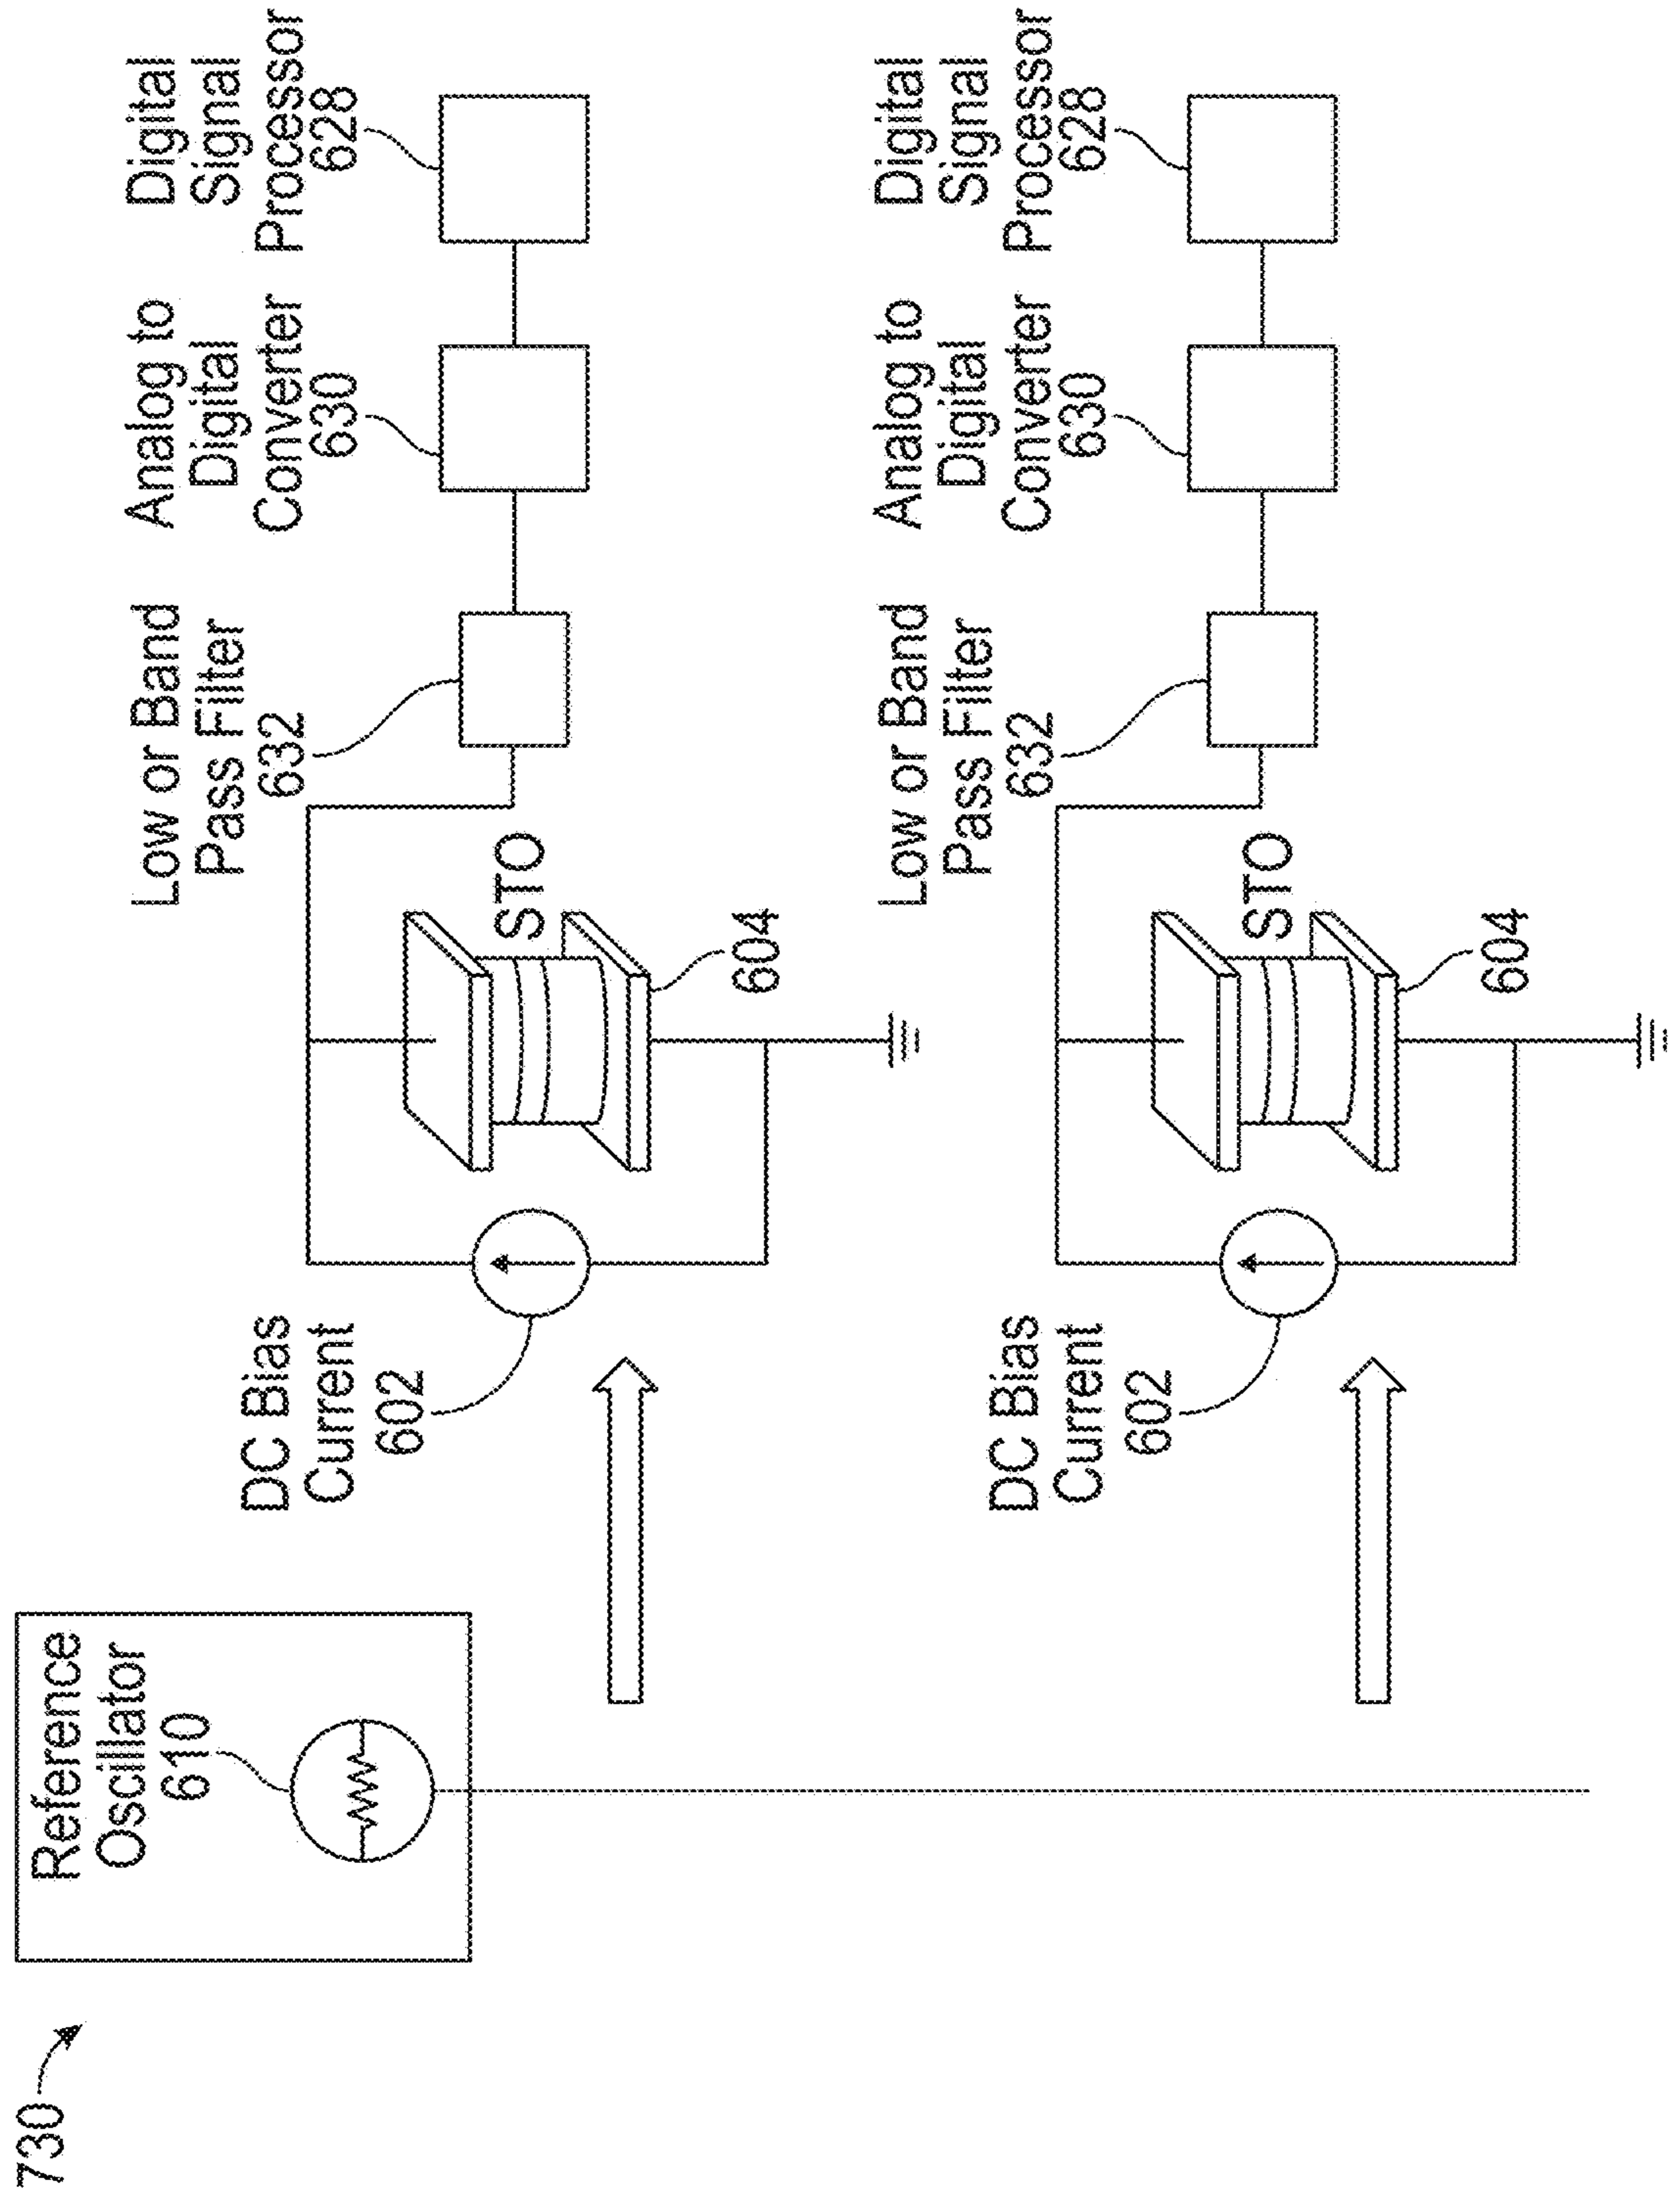 730
Reference
Oscillator
610
DC Bias
Current
602
STO
604
Low or Band
Pass Filter
632
Analog to
Digital
Converter
630
Digital
Signal
Processor
628
DC Bias
Current
602
STO
604
Low or Band
Pass Filter
632
Analog to
Digital
Converter
630
Digital
Signal
Processor
628